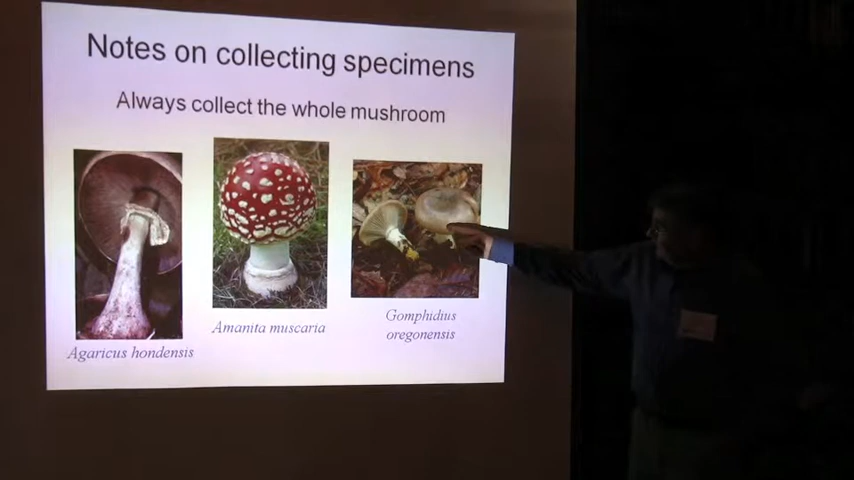 Notes on collecting specimens
Always collect the whole mushroom
Agaricus hondensis
Amanita muscaria
Gomphidius
oregonensis